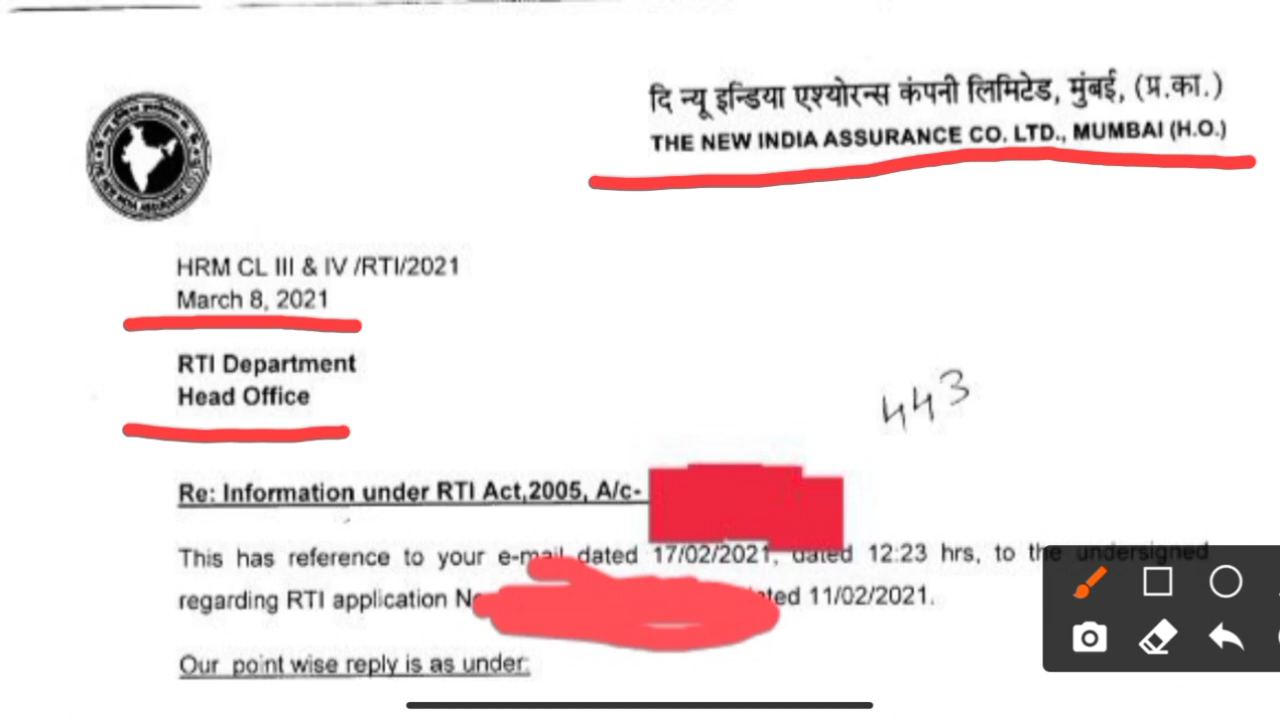 दि न्यू इन्डिया एश्योरन्स कंपनी लिमिटेड, मुंबई, (प्र.का.)
THE NEW INDIA ASSURANCE CO. LTD., MUMBAI (H.O.)
HRM CL III & IV /RTI/2021
March 8, 2021
RTI Department
Head Office
443
Re: Information under RTI Act,2005, A/c-
This has reference to your e-mail dated 17/02/2021, dated 12:23 hrs, to the undersigned
regarding RTI application 11/02/2021.
Our point wise reply is as under: